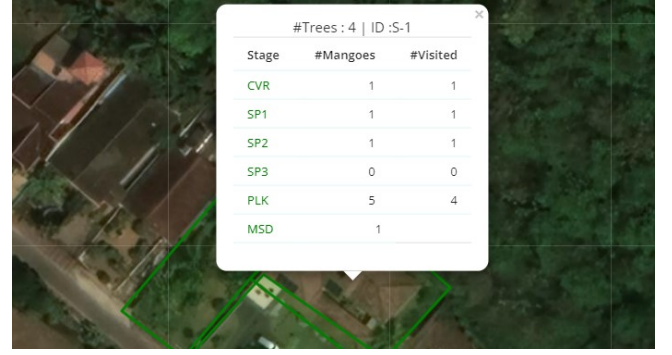 #Trees : 4 | ID :S-1
×
Stage #Mangoes #Visited
CVR 1 1
SP1 1 1
SP2 1 1
SP3 0 0
PLK 5 4
MSD 1